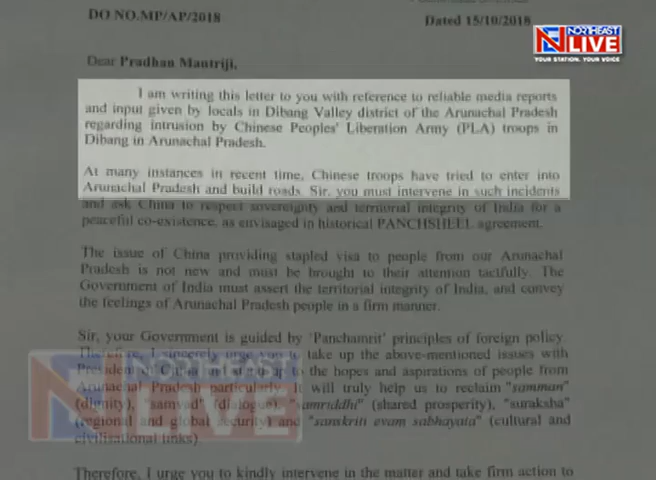 DO NO.MP/AP/2018
Dated 15/10/2018
NORTHEAST
LIVE
YOUR STATION, YOUR VOICE
Dear Pradhan Mantriji,
I am writing this letter to you with reference to reliable media reports
and input given by locals in Dibang Valley district of the Arunachal Pradesh
regarding intrusion by Chinese Peoples' Liberation Army (PLA) troops in
Dibang in Arunachal Pradesh.
At many instances in recent time, Chinese troops have tried to enter into
Arunachal Pradesh and build roads. Sir, you must intervene in such incidents
and ask China to respect sovereignty and territorial integrity of India for a
peaceful co-existence, as envisaged in historical PANCHSHEEL agreement.
The issue of China providing stapled visa to people from our Arunachal
Pradesh is not new and must be brought to their attention tactfully. The
Government of India must assert the territorial integrity of India, and convey
the feelings of Arunachal Pradesh people in a firm manner.
Sir, your Government is guided by 'Panchamrit' principles of foreign policy.
Therefore, I sincerely urge you to take up the above-mentioned issues with
President of China to the hopes and aspirations of people from
Arunachal Pradesh particularly. It will truly help us to reclaim "samman"
(dignity), "samvad" (dialogue), "samriddhi" (shared prosperity), "suraksha"
(regional and global security) and "sanskriti evam sabhayata" (cultural and
civilisational links).
Therefore, I urge you to kindly intervene in the matter and take firm action to
NORTHEAST
LIVE